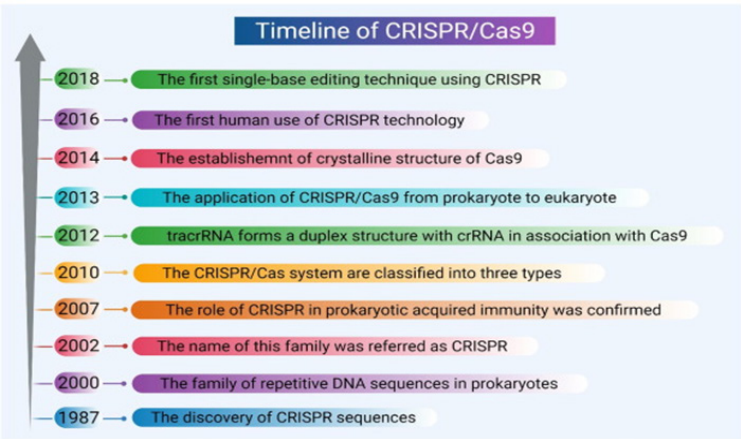 Timeline of CRISPR/Cas9
2018 The first single-base editing technique using CRISPR
2016 The first human use of CRISPR technology
2014 The establishemnt of crystalline structure of Cas9
2013 The application of CRISPR/Cas9 from prokaryote to eukaryote
2012 tracrRNA forms a duplex structure with crRNA in association with Cas9
2010 The CRISPR/Cas system are classified into three types
2007 The role of CRISPR in prokaryotic acquired immunity was confirmed
2002 The name of this family was referred as CRISPR
2000 The family of repetitive DNA sequences in prokaryotes
1987 The discovery of CRISPR sequences